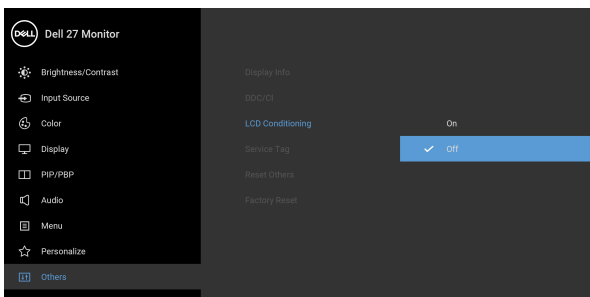 DELL Dell 27 Monitor
Brightness/Contrast
Input Source
Color
Display
PIP/PBP
Audio
Menu
Personalize
Others
Display Info
DDC/CI
LCD Conditioning
Service Tag
Reset Others
Factory Reset
On
Off